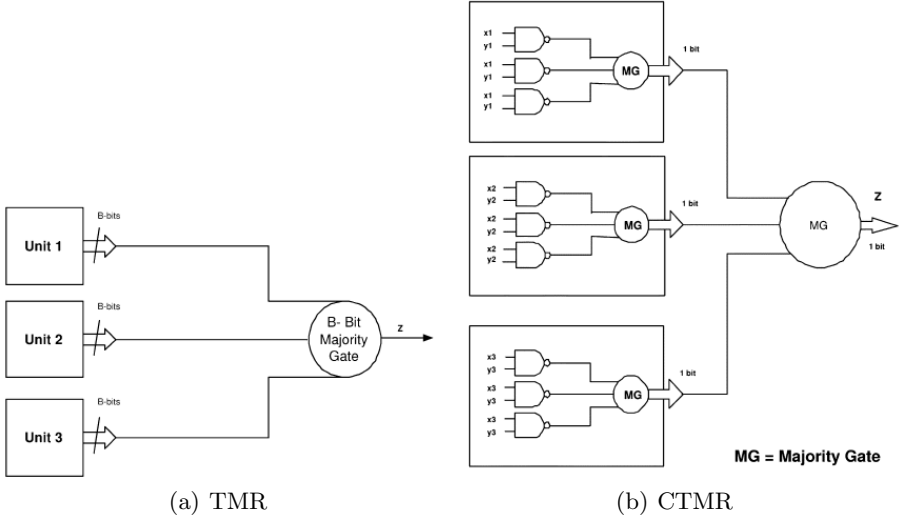 B-bits
Unit 1
B-bits
Unit 2
B-bits
Unit 3
B- Bit
Majority
Gate
Z
(a) TMR
x1
y1
x1
y1
x1
y1
MG
1 bit
x2
y2
x2
y2
x2
y2
MG
1 bit
x3
y3
x3
y3
x3
y3
MG
1 bit
MG
Z
1 bit
MG = Majority Gate
(b) CTMR